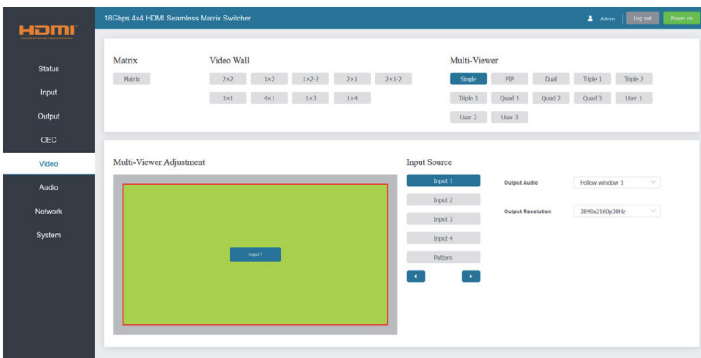 HDMI
18Gbps 4x4 HDMI Seamless Matrix Switcher
Admin
Log out
Power on
Status
Input
Output
CEC
Video
Audio
Network
System
Matrix
Matrix
Video Wall
2×2 1×2 1×2-2 2×1 2×1-2
3×1 4×1 1×3 1×4
Multi-Viewer
Single PIP Dual Triple 1 Triple 2
Triple 3 Quad 1 Quad 2 Quad 3 User 1
User 2 User 3
Multi-Viewer Adjustment
Input 1
Input Source
Input 1
Input 2
Input 3
Input 4
Pattern
Output Audio Follow window 1
Output Resolution 3840x2160p30Hz